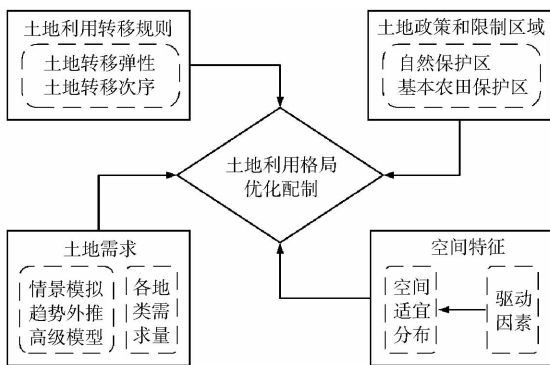 土地利用转移规则
土地转移弹性
土地转移次序
土地政策和限制区域
自然保护区
基本农田保护区
土地利用格局
优化配制
土地需求
情景模拟
趋势外推
高级模型
各地
类需
求量
空间特征
空间
适宜
分布
驱动
因素